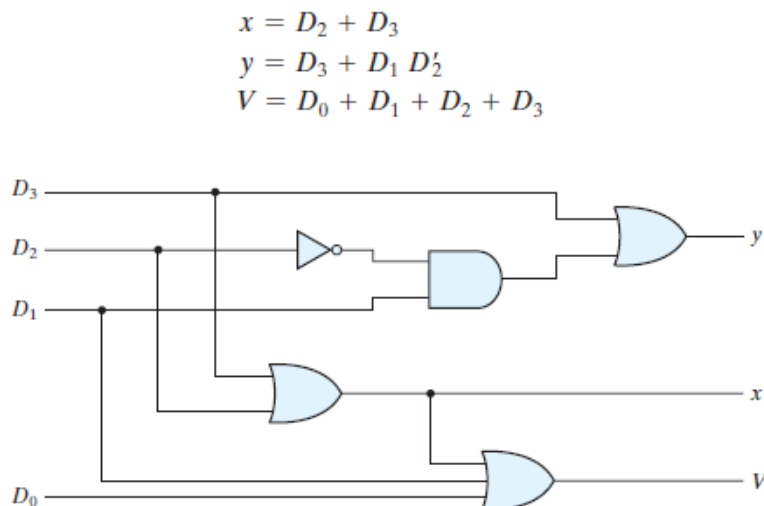 x = D₂ + D₃
y = D₃ + D₁ D₂′
V = D₀ + D₁ + D₂ + D₃
D₃
D₂
y
D₁
x
V
D₀